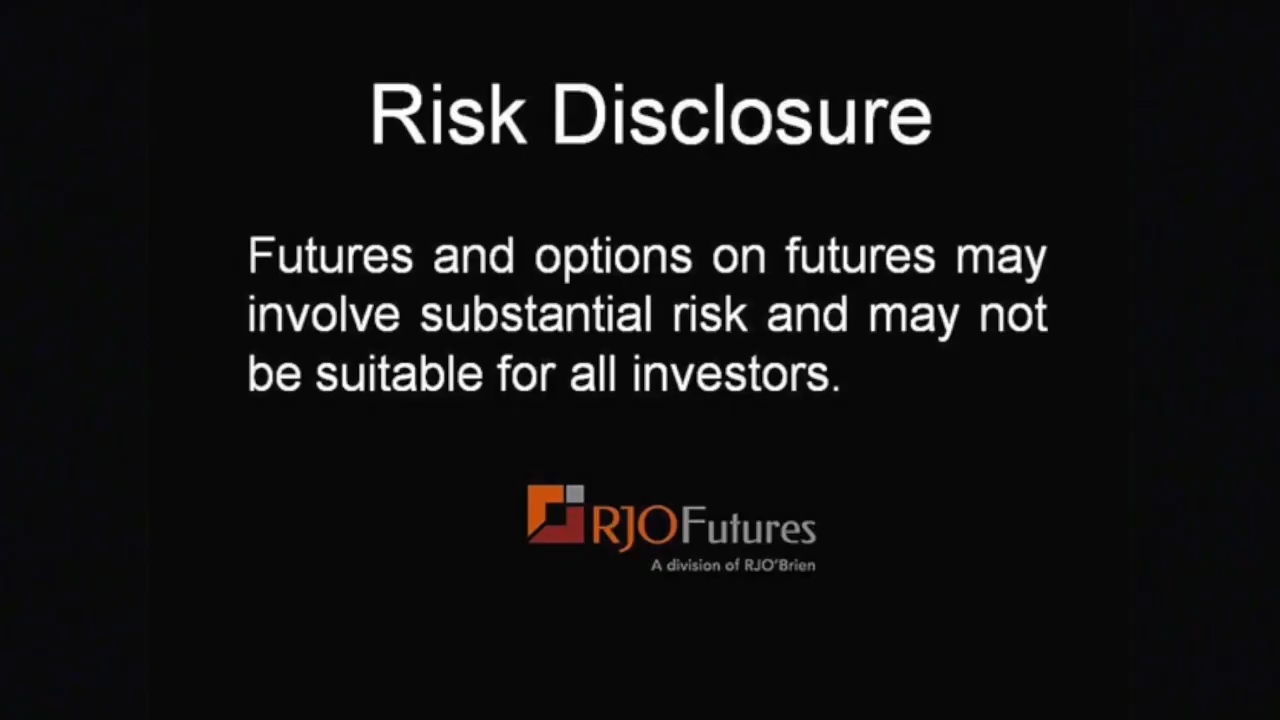 Risk Disclosure
Futures and options on futures may
involve substantial risk and may not
be suitable for all investors.
RJOFutures
A division of RJO'Brien